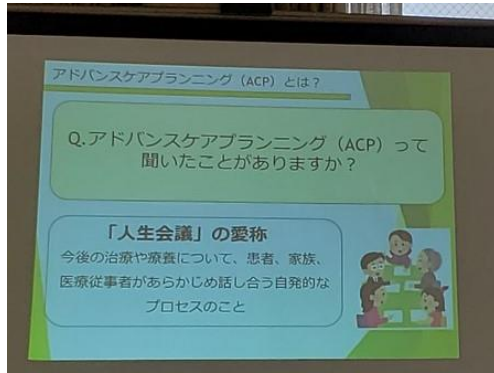 アドバンスケアプランニング（ACP）とは？
Q.アドバンスケアプランニング（ACP）って
聞いたことがありますか？
「人生会議」の愛称
今後の治療や療養について、患者、家族、
医療従事者があらかじめ話し合う自発的な
プロセスのこと